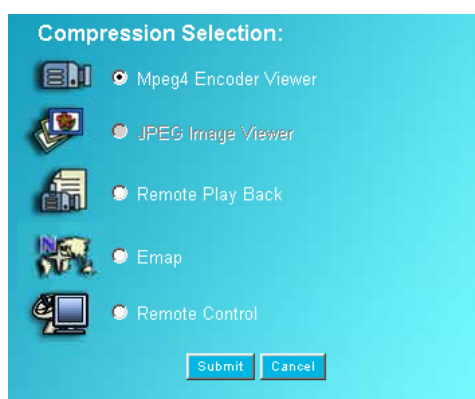 Compression Selection:
Mpeg4 Encoder Viewer
JPEG Image Viewer
Remote Play Back
N
Emap
Remote Control
Submit Cancel